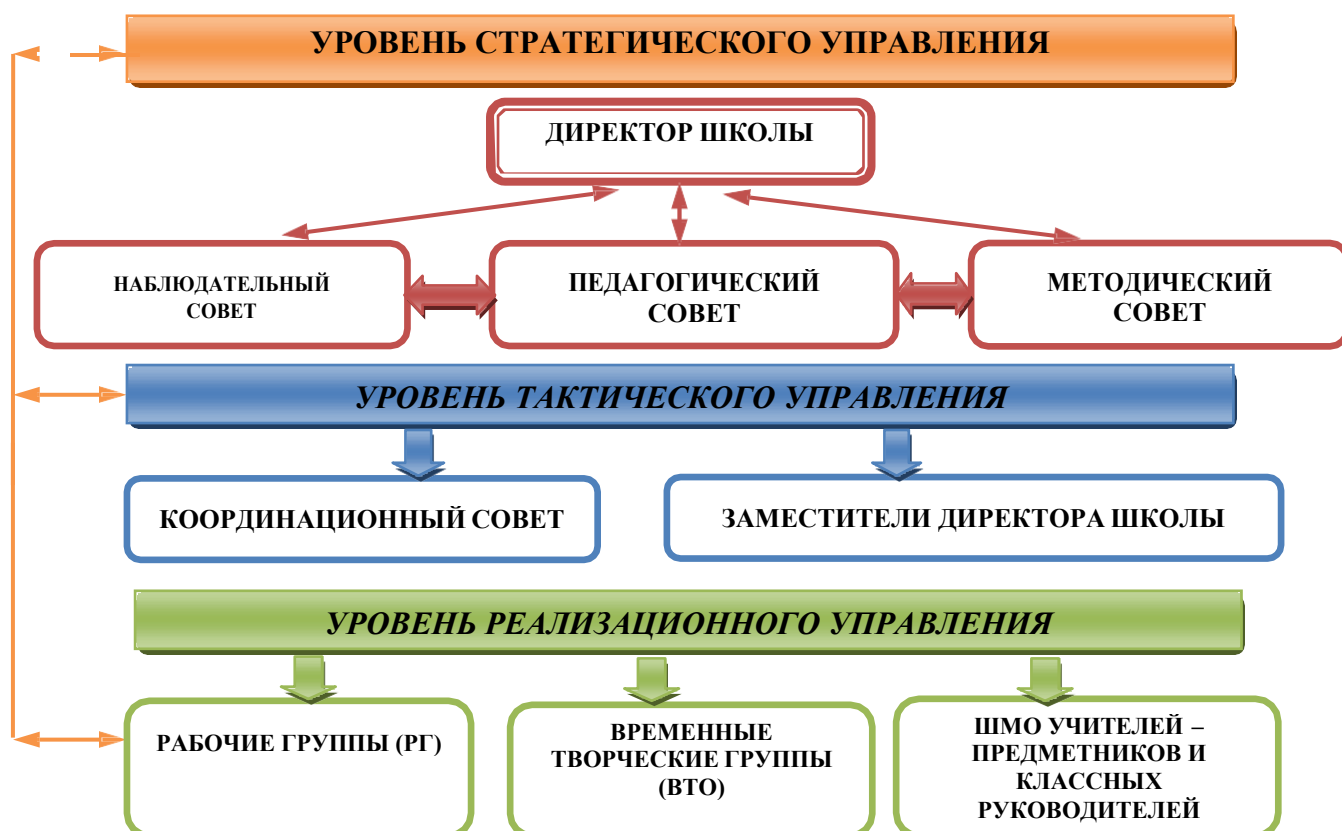 УРОВЕНЬ СТРАТЕГИЧЕСКОГО УПРАВЛЕНИЯ
ДИРЕКТОР ШКОЛЫ
НАБЛЮДАТЕЛЬНЫЙ
СОВЕТ
ПЕДАГОГИЧЕСКИЙ
СОВЕТ
МЕТОДИЧЕСКИЙ
СОВЕТ
УРОВЕНЬ ТАКТИЧЕСКОГО УПРАВЛЕНИЯ
КООРДИНАЦИОННЫЙ СОВЕТ
ЗАМЕСТИТЕЛИ ДИРЕКТОРА ШКОЛЫ
УРОВЕНЬ РЕАЛИЗАЦИОННОГО УПРАВЛЕНИЯ
РАБОЧИЕ ГРУППЫ (РГ)
ВРЕМЕННЫЕ
ТВОРЧЕСКИЕ ГРУППЫ
(ВТО)
ШМО УЧИТЕЛЕЙ –
ПРЕДМЕТНИКОВ И
КЛАССНЫХ
РУКОВОДИТЕЛЕЙ